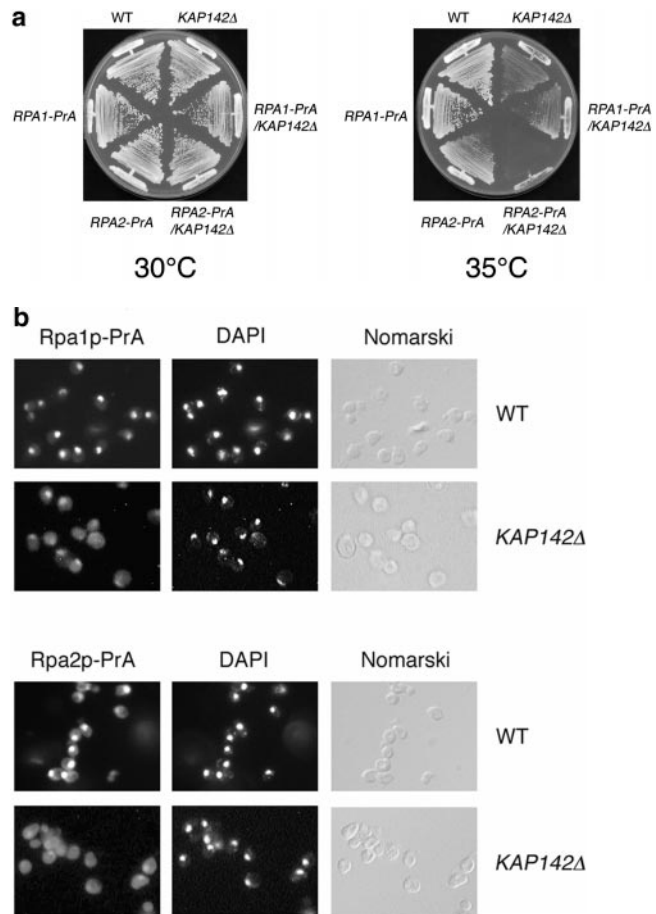 a
WT KAP142Δ
RPA1-PrA
RPA1-PrA
/KAP142Δ
RPA2-PrA
RPA2-PrA
/KAP142Δ
30°C
WT KAP142Δ
RPA1-PrA
RPA1-PrA
/KAP142Δ
RPA2-PrA
RPA2-PrA
/KAP142Δ
35°C
b
Rpa1p-PrA DAPI Nomarski
WT
KAP142Δ
Rpa2p-PrA DAPI Nomarski
WT
KAP142Δ